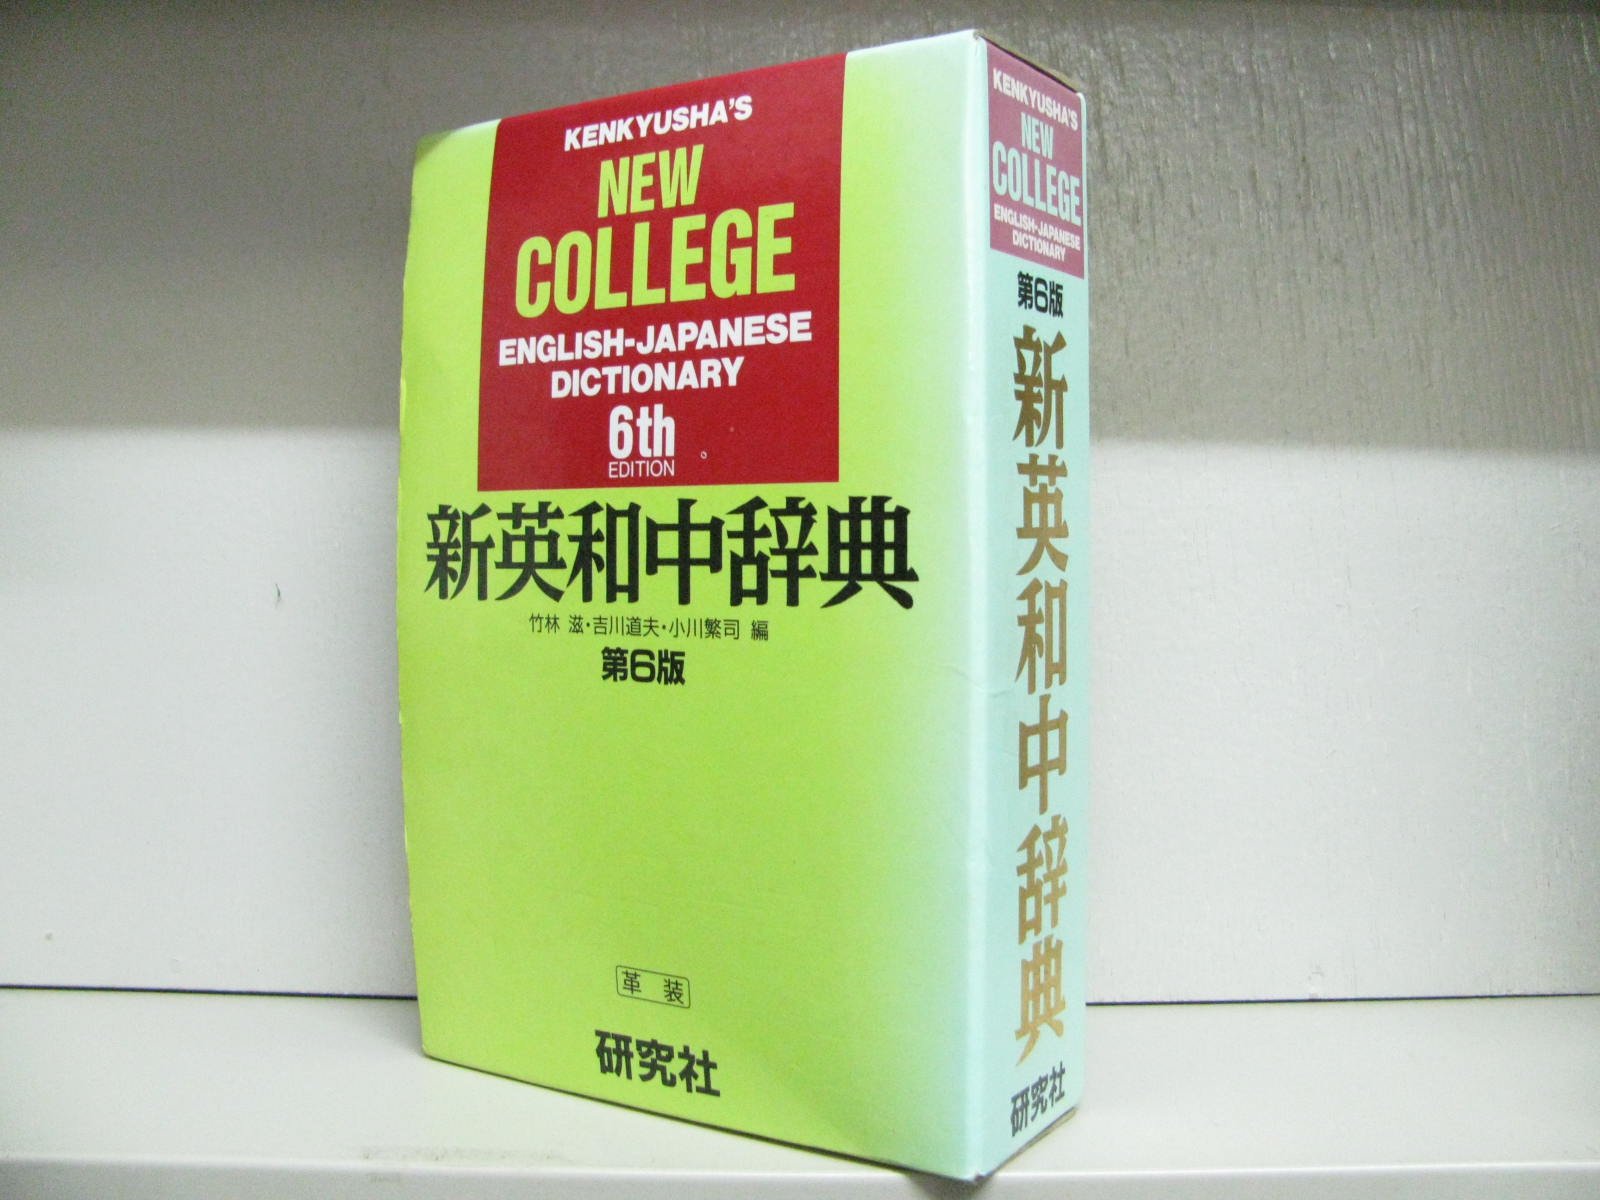 KENKYUSHA'S
NEW
COLLEGE
ENGLISH-JAPANESE
DICTIONARY
6th
EDITION
新英和中辞典
竹林 滋・吉川道夫・小川繁司 編
第6版
革装
研究社
KENKYUSHA'S
NEW
COLLEGE
ENGLISH-JAPANESE
DICTIONARY
第6版
新英和中辞典
研究社